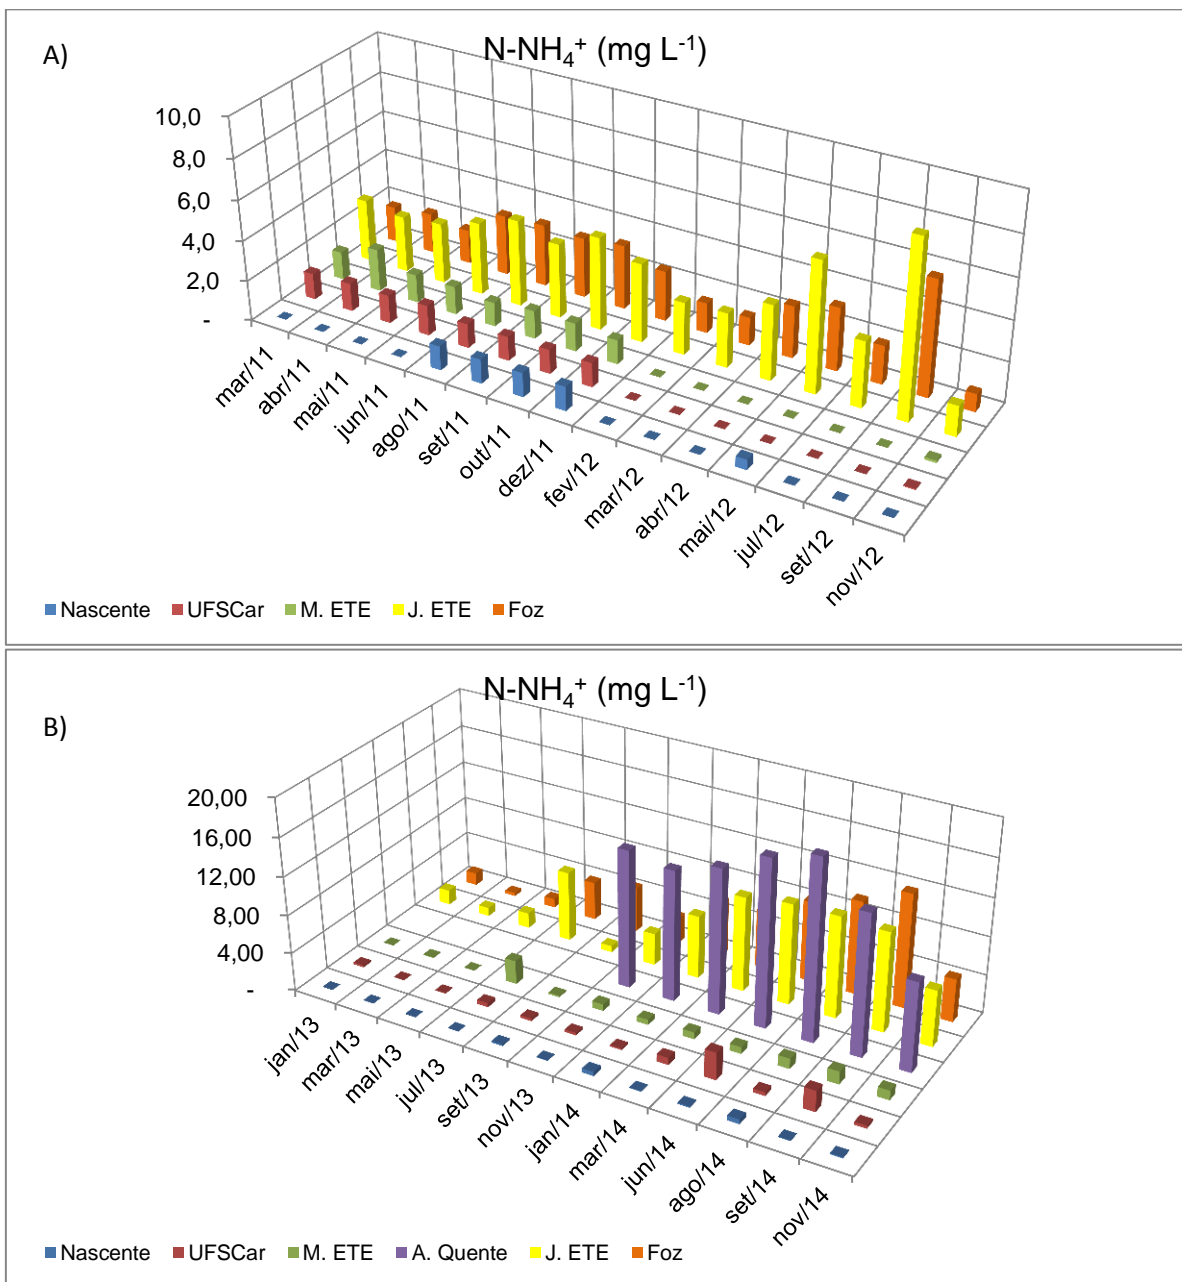 A)
N-NH₄⁺ (mg L⁻¹)
10,0
8,0
6,0
4,0
2,0
-
mar/11
abr/11
mai/11
jun/11
ago/11
set/11
out/11
dez/11
fev/12
mar/12
abr/12
mai/12
jul/12
set/12
nov/12
Nascente UFSCar M. ETE J. ETE Foz
B)
N-NH₄⁺ (mg L⁻¹)
20,00
16,00
12,00
8,00
4,00
-
jan/13
mar/13
mai/13
jul/13
set/13
nov/13
jan/14
mar/14
jun/14
ago/14
set/14
nov/14
Nascente UFSCar M. ETE A. Quente J. ETE Foz